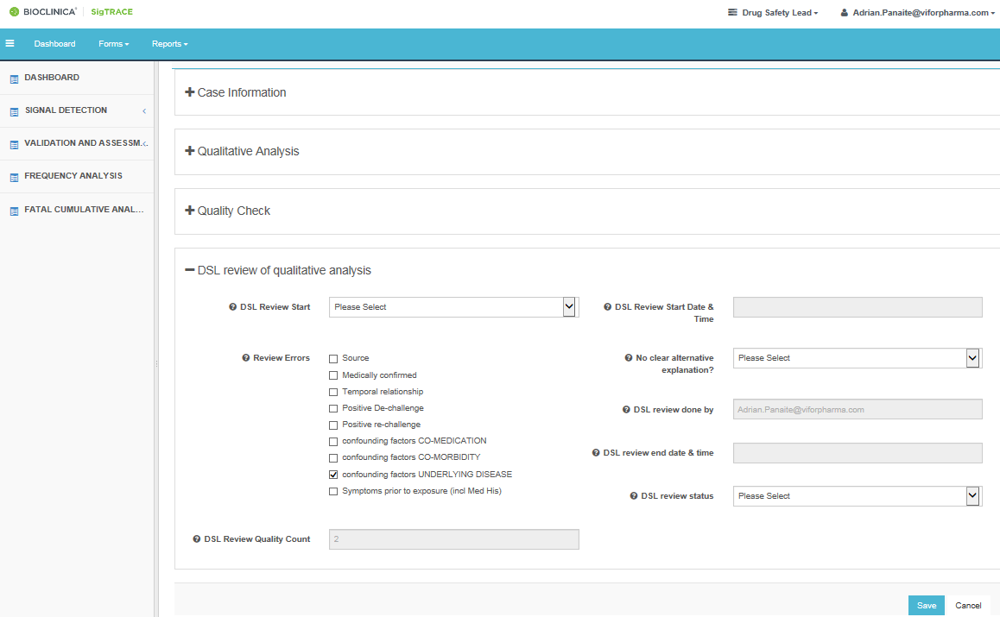 BIOCLINICA® SigTRACE
Drug Safety Lead
Adrian.Panaite@viforpharma.com
Dashboard
Forms
Reports
DASHBOARD
SIGNAL DETECTION
VALIDATION AND ASSESSM...
FREQUENCY ANALYSIS
FATAL CUMULATIVE ANAL...
Case Information
Qualitative Analysis
Quality Check
DSL review of qualitative analysis
DSL Review Start
Please Select
DSL Review Start Date &
Time
Review Errors
Source
Medically confirmed
Temporal relationship
Positive De-challenge
Positive re-challenge
confounding factors CO-MEDICATION
confounding factors CO-MORBIDITY
confounding factors UNDERLYING DISEASE
Symptoms prior to exposure (incl Med His)
No clear alternative
explanation?
Please Select
DSL review done by
Adrian.Panaite@viforpharma.com
DSL review end date & time
DSL review status
Please Select
DSL Review Quality Count
2
Save
Cancel